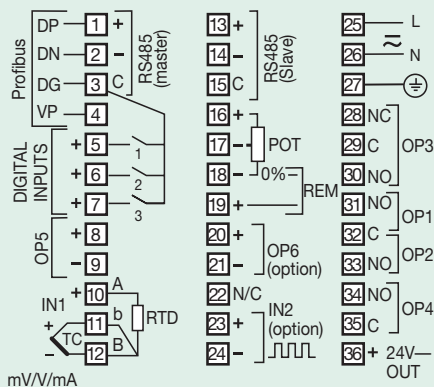 DP 1 + 13 + 25 L
Profibus DN 2 - RS485 (master) 14 - RS485 (Slave) 26 N
DG 3 C 15 C 27
VP 4 16 + 28 NC
DIGITAL INPUTS + 5 1 17 - POT 29 C OP3
+ 6 2 18 - 0% 30 NO
+ 7 3 19 + REM 31 NO OP1
OP5 + 8 20 + OP6 (option) 32 C
- 9 21 - 33 NO OP2
+ 10 A 22 N/C 34 NO OP4
IN1 + 11 b RTD 23 + IN2 (option) 35 C
TC - 12 B 24 - 36 + 24V—
mV/V/mA OUT